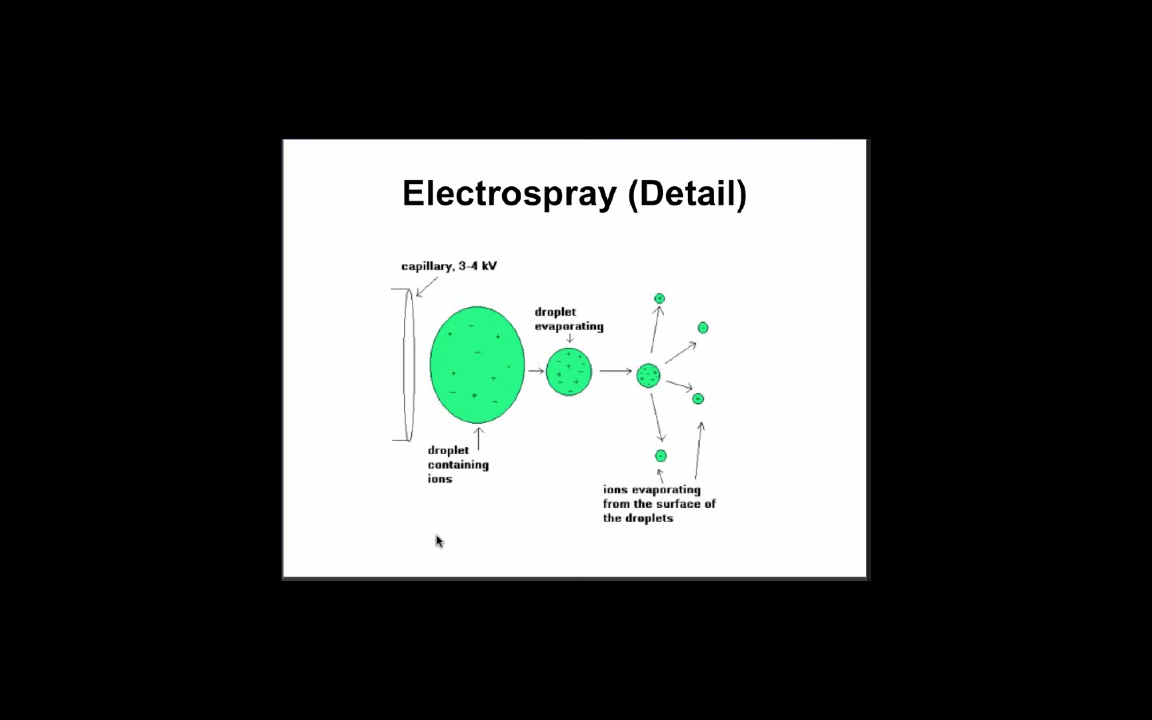 Electrospray (Detail)
capillary, 3-4 kV
droplet
evaporating
droplet
containing
ions
ions evaporating
from the surface of
the droplets